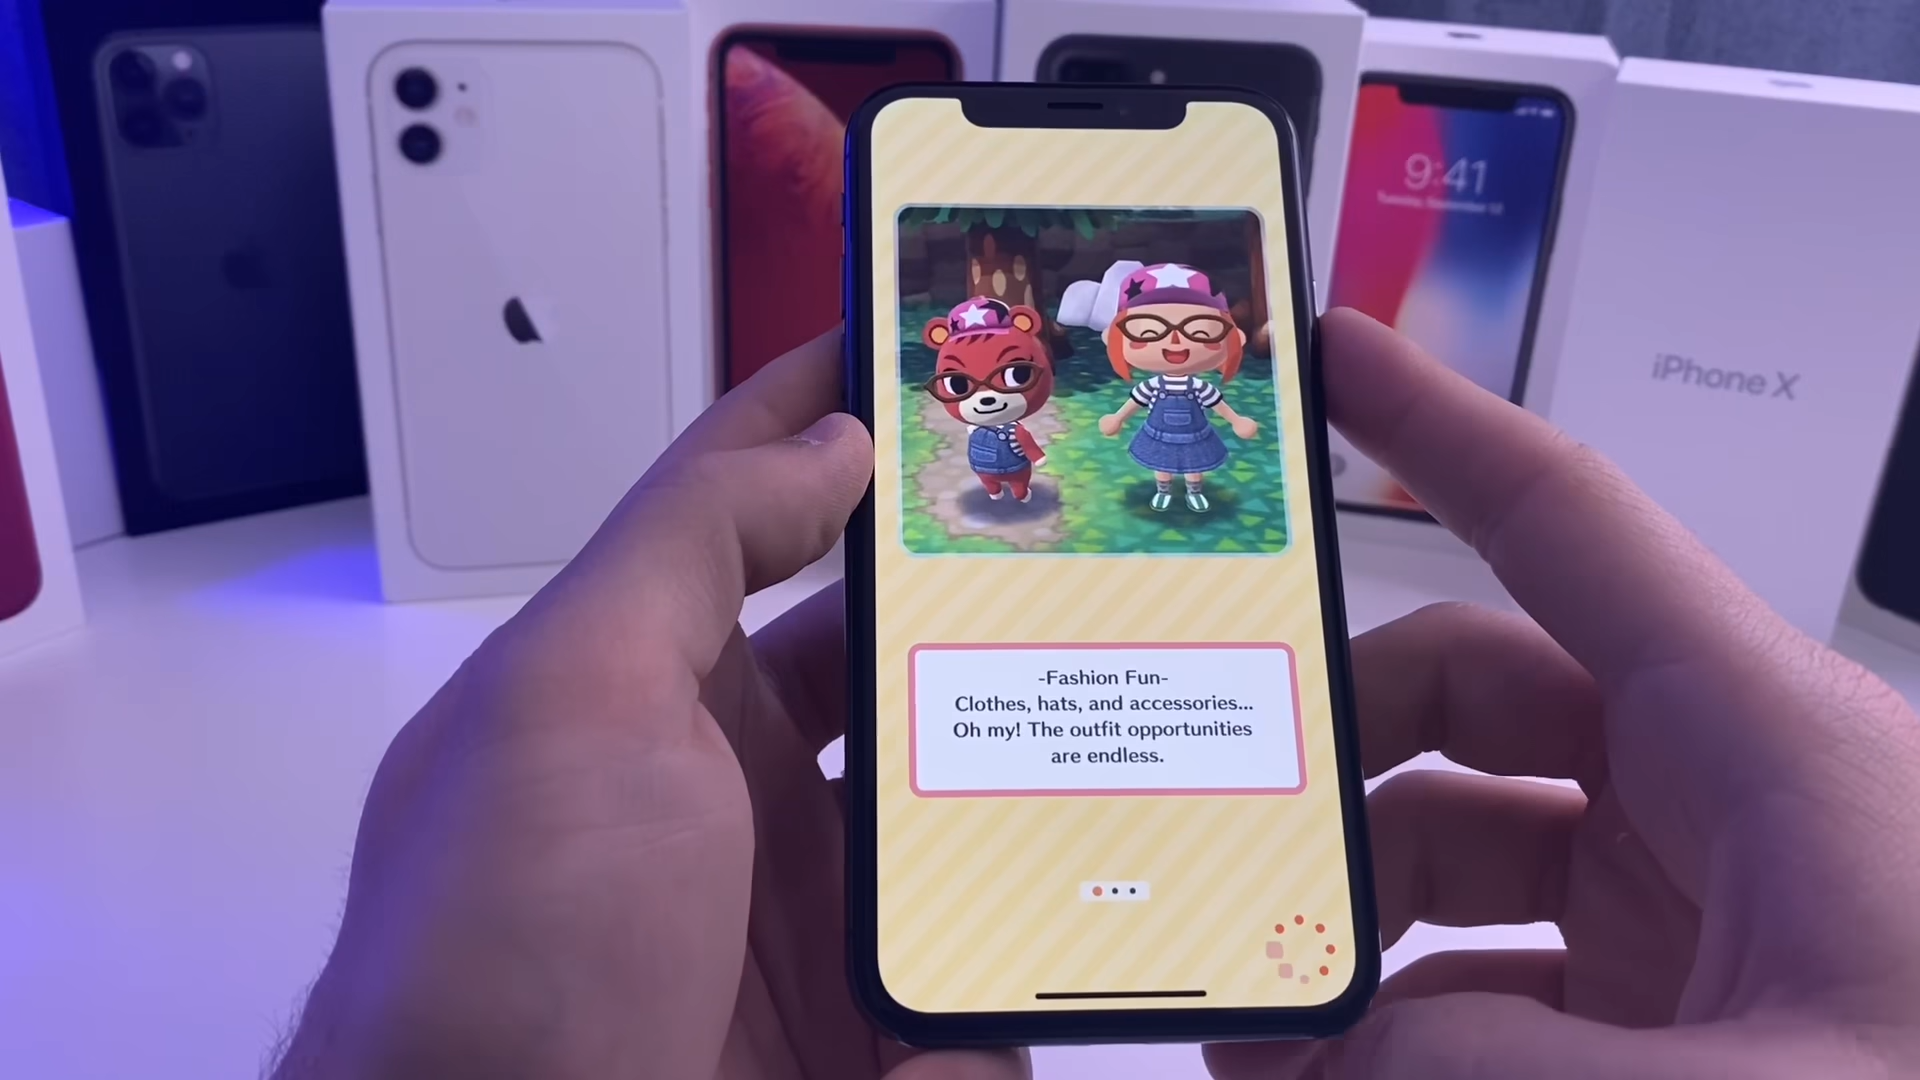 9:41
iPhone X
-Fashion Fun-
Clothes, hats, and accessories...
Oh my! The outfit opportunities
are endless.